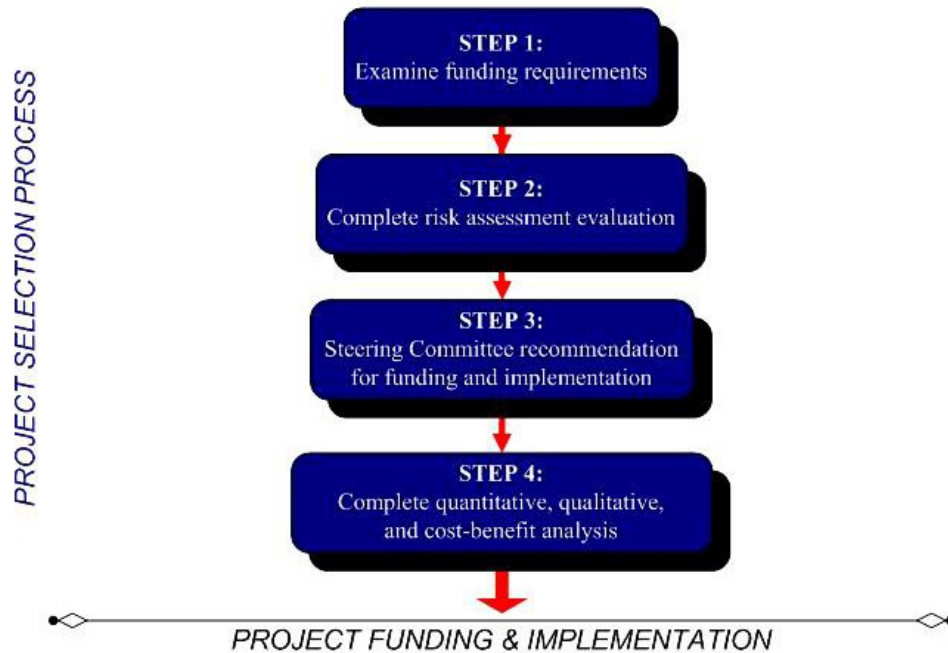 PROJECT SELECTION PROCESS
STEP 1:
Examine funding requirements
STEP 2:
Complete risk assessment evaluation
STEP 3:
Steering Committee recommendation
for funding and implementation
STEP 4:
Complete quantitative, qualitative,
and cost-benefit analysis
PROJECT FUNDING & IMPLEMENTATION